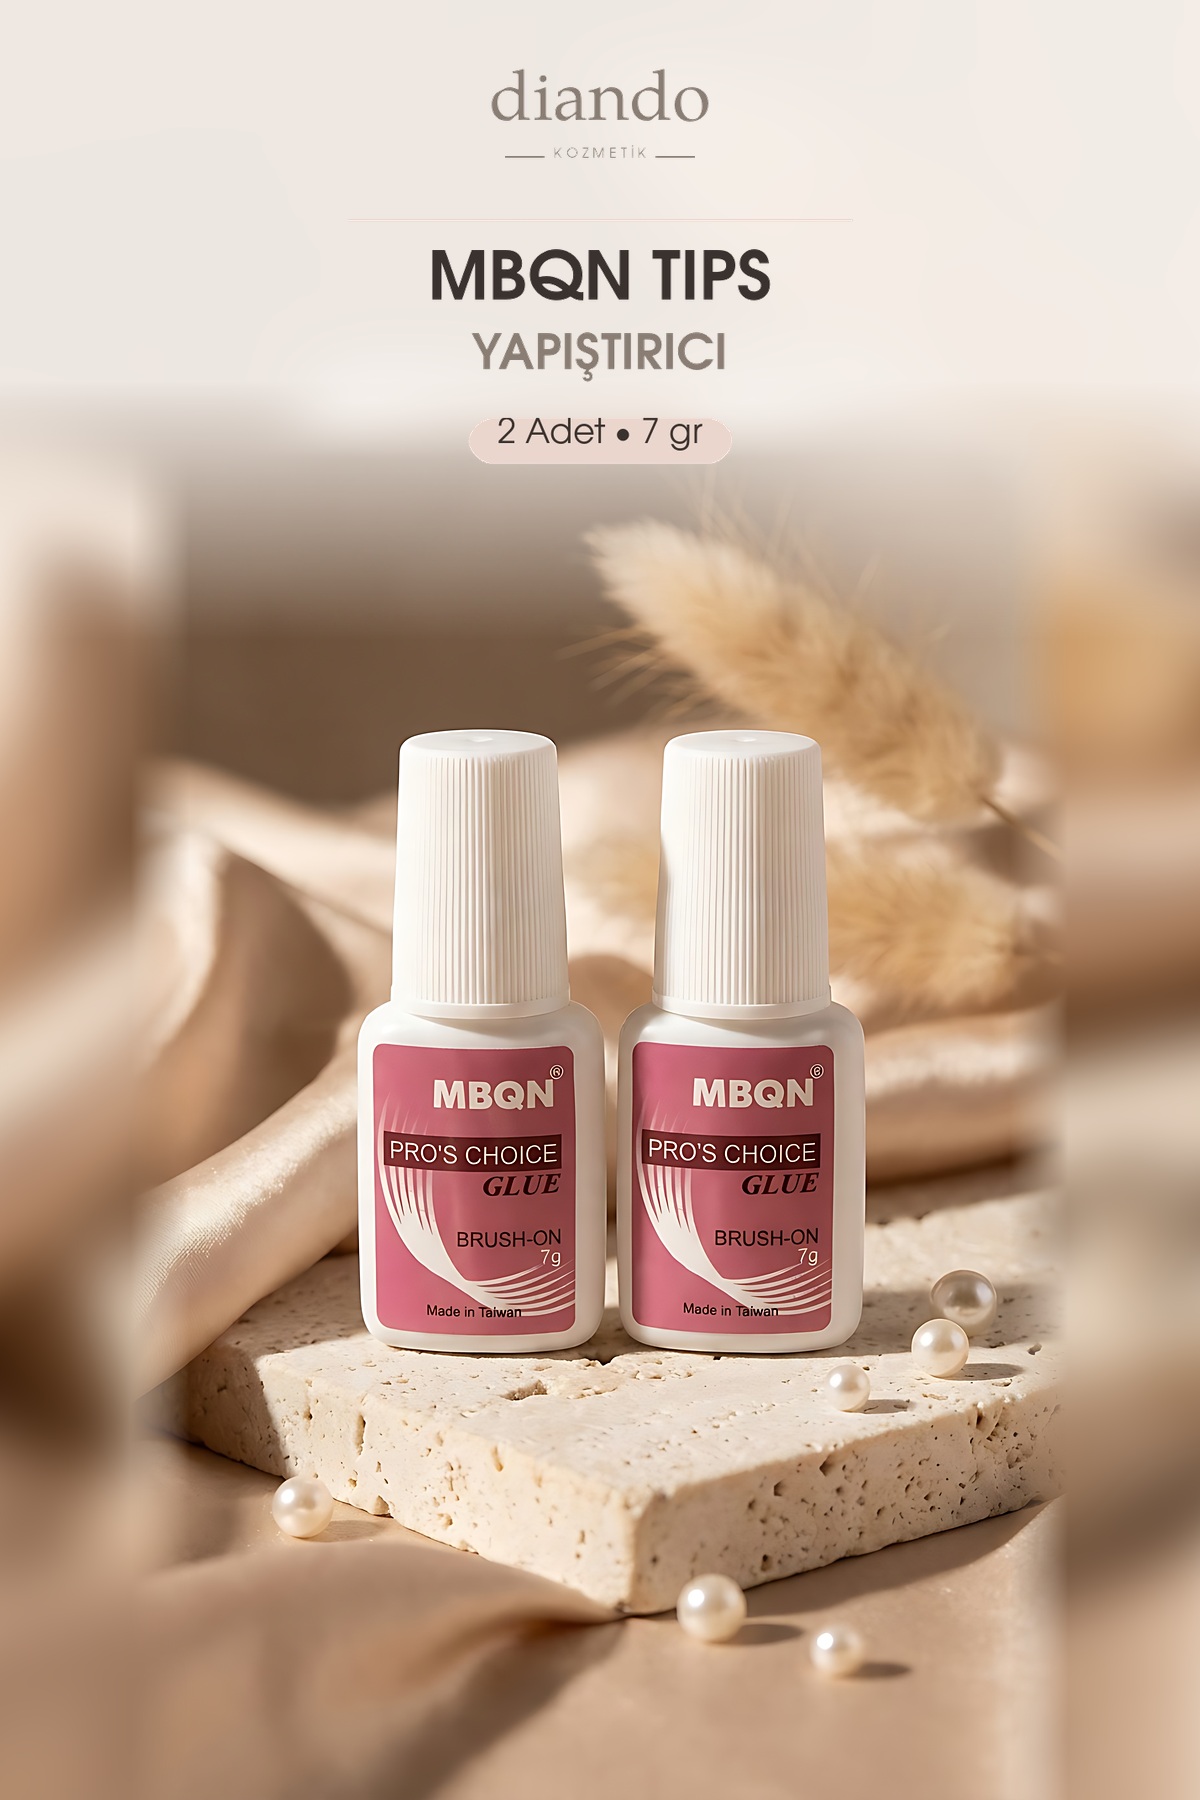 diando
KOZMETİK
MBQN TIPS
YAPIŞTIRICI
2 Adet • 7 gr
MBQN®
PRO'S CHOICE
GLUE
BRUSH-ON
7g
Made in Taiwan
MBQN®
PRO'S CHOICE
GLUE
BRUSH-ON
7g
Made in Taiwan